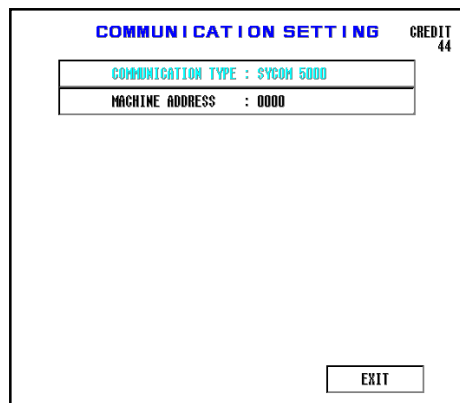 COMMUNICATION SETTING
CREDIT
44
COMMUNICATION TYPE : SYCOM 5000
MACHINE ADDRESS : 0000
EXIT